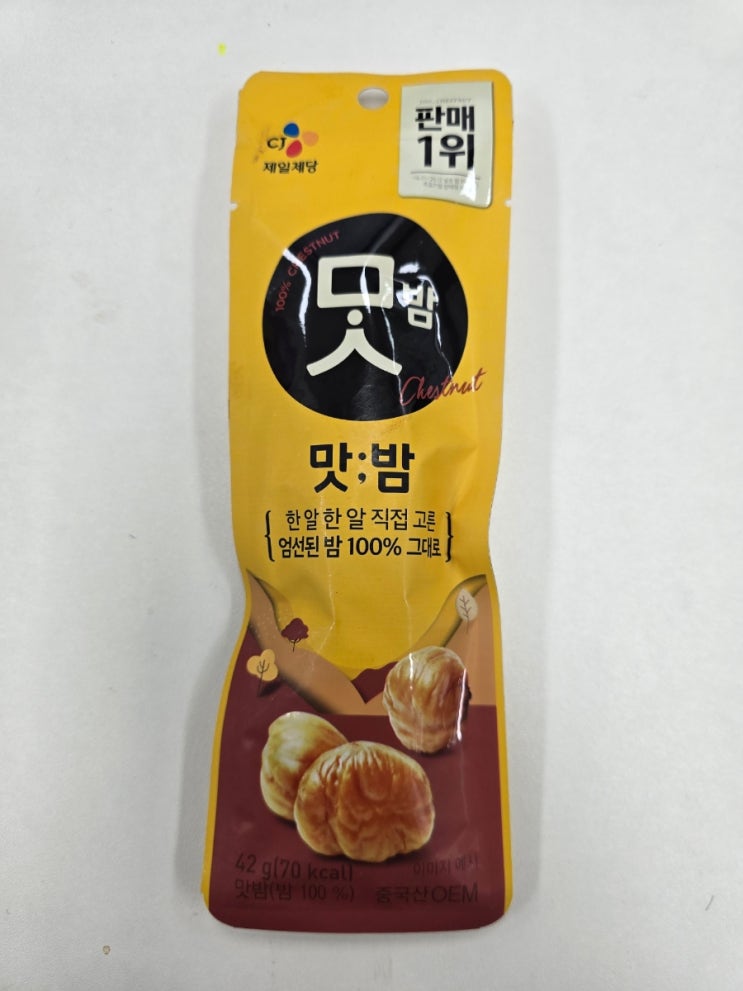 CJ
제일제당
판매
1위
100% CHESTNUT
맛밤
Chestnut
맛;밤
한 알 한 알 직접 고른
엄선된 밤 100% 그대로
42 g(70 kcal)
맛밤(밤 100 %)
이미지 예시
중국산OEM